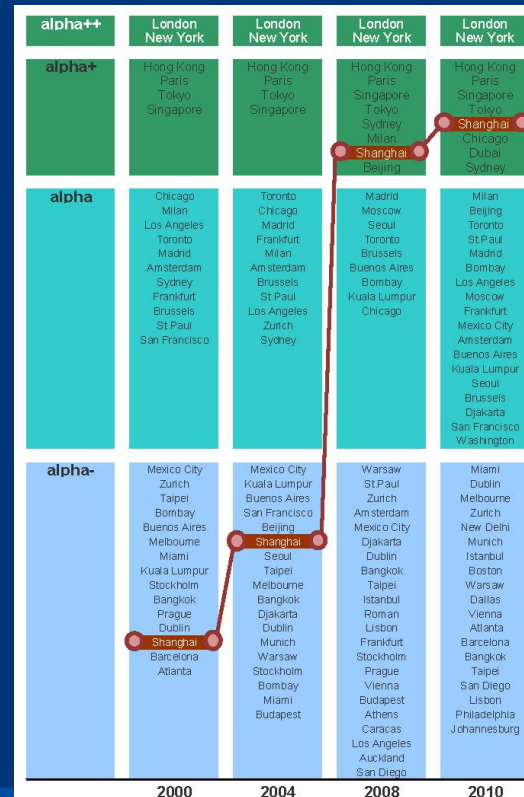 alpha++
London
New York
London
New York
London
New York
London
New York
alpha+
Hong Kong
Paris
Tokyo
Singapore
Hong Kong
Paris
Tokyo
Singapore
Hong Kong
Paris
Singapore
Tokyo
Sydney
Milan
Shanghai
Beijing
Hong Kong
Paris
Singapore
Tokyo
Shanghai
Chicago
Dubai
Sydney
alpha
Chicago
Milan
Los Angeles
Toronto
Madrid
Amsterdam
Sydney
Frankfurt
Brussels
St.Paul
San Francisco
Toronto
Chicago
Madrid
Frankfurt
Milan
Amsterdam
Brussels
St.Paul
Los Angeles
Zurich
Sydney
Madrid
Moscow
Seoul
Toronto
Brussels
Buenos Aires
Bombay
Kuala Lumpur
Chicago
Milan
Beijing
Toronto
St.Paul
Madrid
Bombay
Los Angeles
Moscow
Frankfurt
Mexico City
Amsterdam
Buenos Aires
Kuala Lumpur
Seoul
Brussels
Djakarta
San Francisco
Washington
alpha-
Mexico City
Zurich
Taipei
Bombay
Buenos Aires
Melbourne
Miami
Kuala Lumpur
Stockholm
Bangkok
Prague
Dublin
Shanghai
Barcelona
Atlanta
Mexico City
Kuala Lumpur
Buenos Aires
San Francisco
Beijing
Shanghai
Seoul
Taipei
Melbourne
Bangkok
Djakarta
Dublin
Munich
Warsaw
Stockholm
Bombay
Miami
Budapest
Warsaw
St.Paul
Zurich
Amsterdam
Mexico City
Djakarta
Dublin
Bangkok
Taipei
Istanbul
Roman
Lisbon
Frankfurt
Stockholm
Prague
Vienna
Budapest
Athens
Caracas
Los Angeles
Auckland
San Diego
Miami
Dublin
Melbourne
Zurich
New Delhi
Munich
Istanbul
Boston
Warsaw
Dallas
Vienna
Atlanta
Barcelona
Bangkok
Taipei
San Diego
Lisbon
Philadelphia
Johannesburg
2000
2004
2008
2010